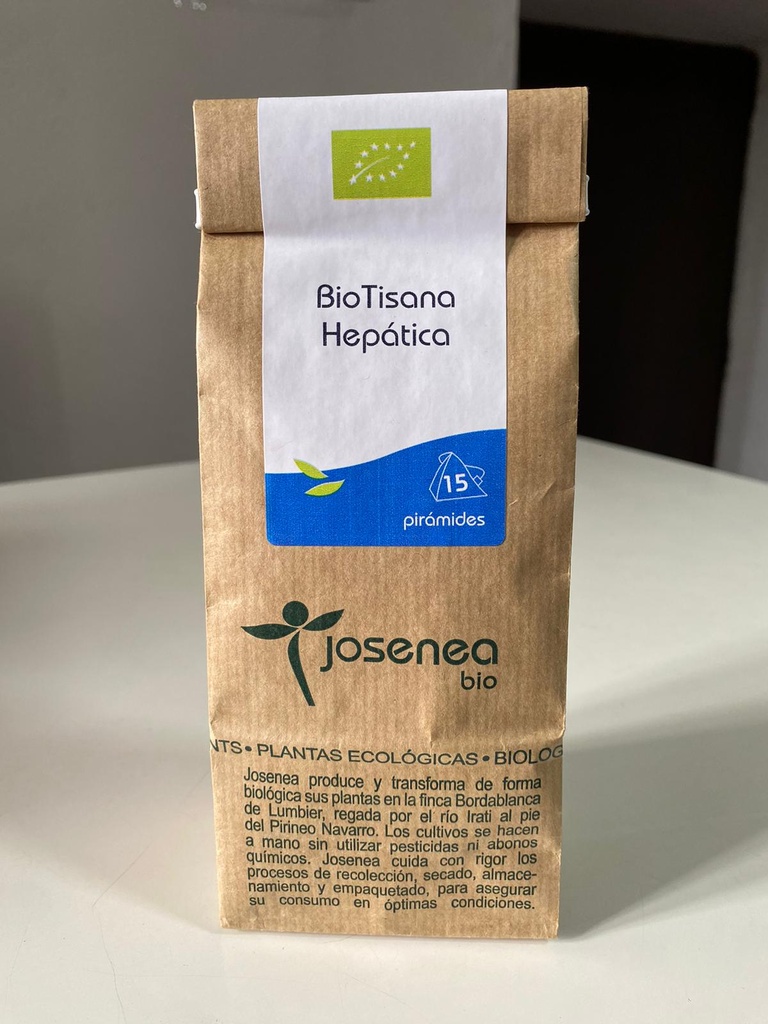 BioTisana
Hepática
15
pirámides
josenea
bio
NTS • PLANTAS ECOLÓGICAS • BIOLOG
Josenea produce y transforma de forma
biológica sus plantas en la finca Bordablanca
de Lumbier, regada por el río Irati al pie
del Pirineo Navarro. Los cultivos se hacen
a mano sin utilizar pesticidas ni abonos
químicos. Josenea cuida con rigor los
procesos de recolección, secado, almace-
namiento y empaquetado, para asegurar
su consumo en óptimas condiciones.